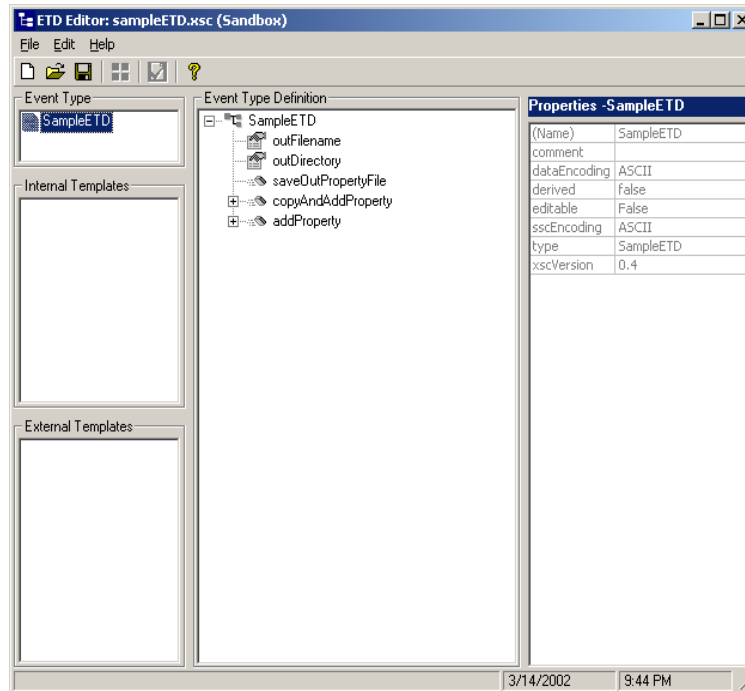 ETD Editor: sampleETD.xsc (Sandbox)
File Edit Help
Event Type
SampleETD
Internal Templates
External Templates
Event Type Definition
SampleETD
outFilename
outDirectory
saveOutPropertyFile
copyAndAddProperty
addProperty
Properties -SampleETD
(Name) SampleETD
comment
dataEncoding ASCII
derived false
editable False
sscEncoding ASCII
type SampleETD
xscVersion 0.4
3/14/2002 9:44 PM